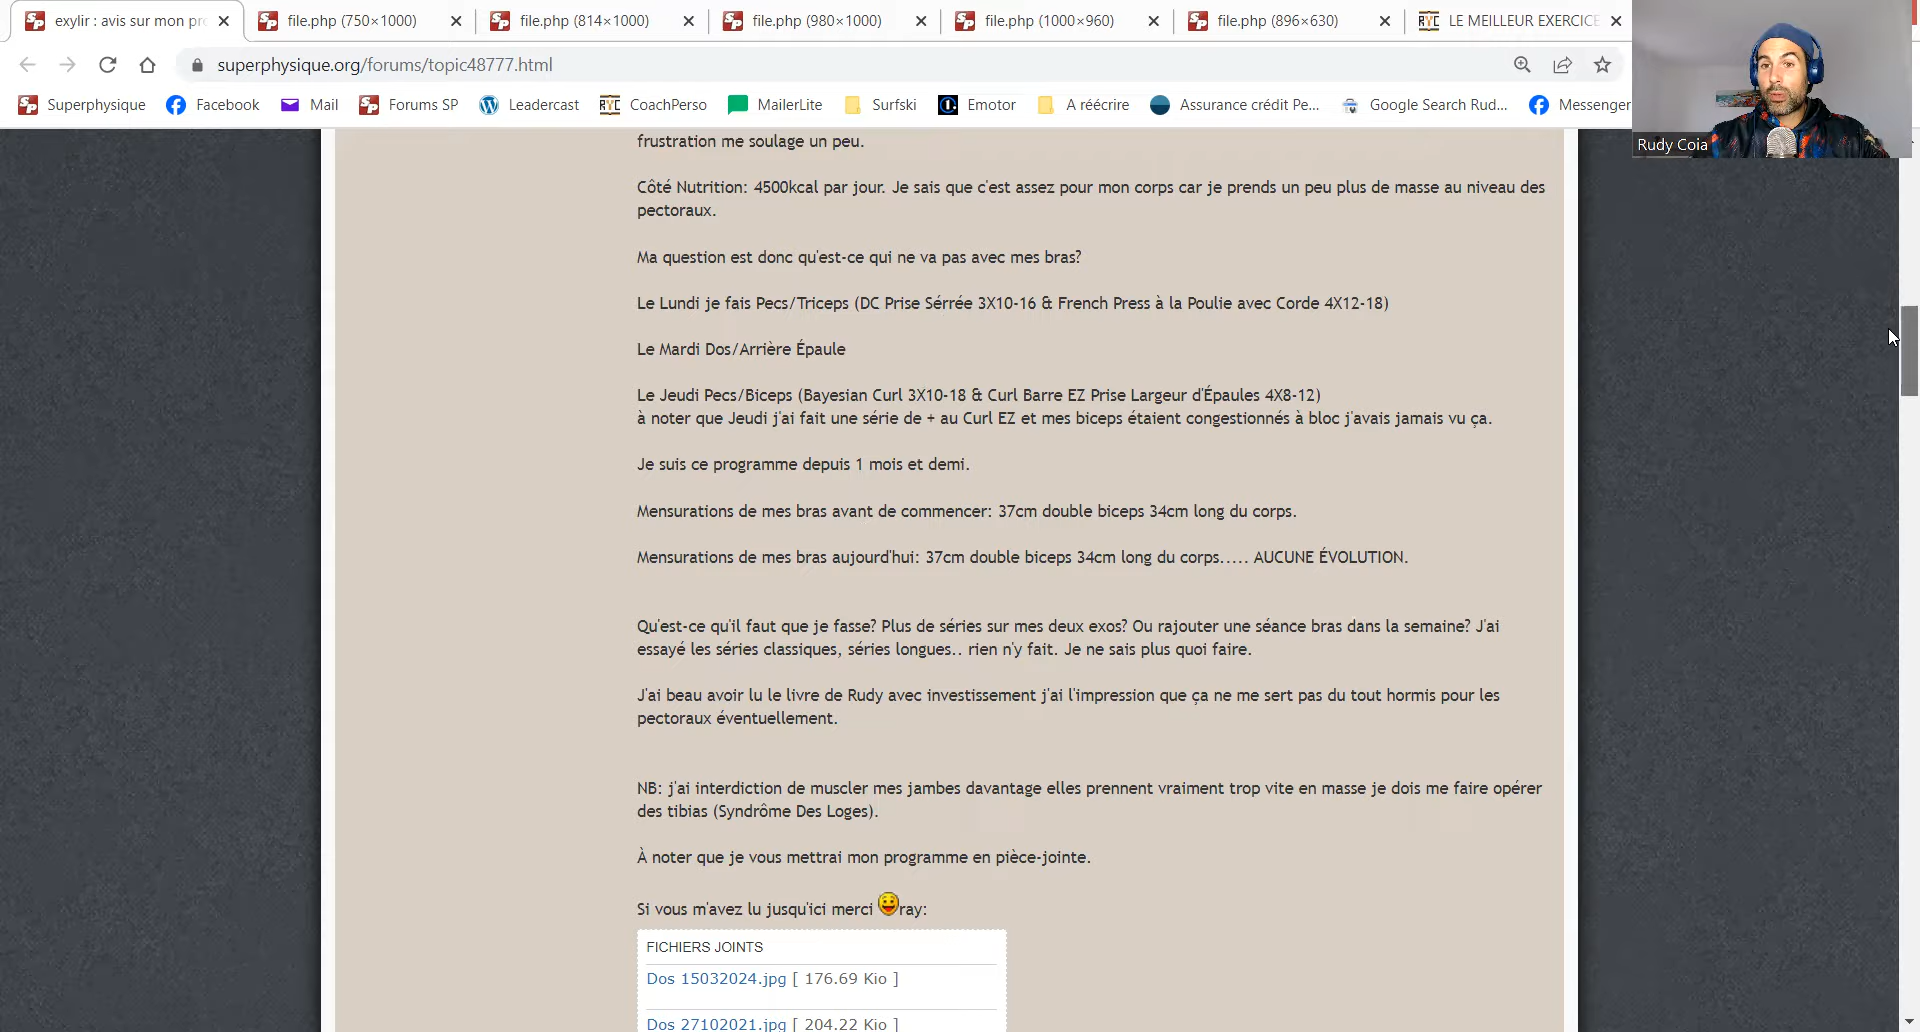 exylir : avis sur mon pr
file.php (750×1000)
file.php (814×1000)
file.php (980×1000)
file.php (1000×960)
file.php (896×630)
LE MEILLEUR EXERCICE
superphysique.org/forums/topic48777.html
Superphysique
Facebook
Mail
Forums SP
Leadercast
CoachPerso
MailerLite
Surfski
Emotor
A réécrire
Assurance crédit Pe...
Google Search Rud...
Messenger
Rudy Coia
frustration me soulage un peu.
Côté Nutrition: 4500kcal par jour. Je sais que c'est assez pour mon corps car je prends un peu plus de masse au niveau des
pectoraux.
Ma question est donc qu'est-ce qui ne va pas avec mes bras?
Le Lundi je fais Pecs/Triceps (DC Prise Sérrée 3X10-16 & French Press à la Poulie avec Corde 4X12-18)
Le Mardi Dos/Arrière Épaule
Le Jeudi Pecs/Biceps (Bayesian Curl 3X10-18 & Curl Barre EZ Prise Largeur d'Épaules 4X8-12)
à noter que Jeudi j'ai fait une série de + au Curl EZ et mes biceps étaient congestionnés à bloc j'avais jamais vu ça.
Je suis ce programme depuis 1 mois et demi.
Mensurations de mes bras avant de commencer: 37cm double biceps 34cm long du corps.
Mensurations de mes bras aujourd'hui: 37cm double biceps 34cm long du corps..... AUCUNE ÉVOLUTION.
Qu'est-ce qu'il faut que je fasse? Plus de séries sur mes deux exos? Ou rajouter une séance bras dans la semaine? J'ai
essayé les séries classiques, séries longues.. rien n'y fait. Je ne sais plus quoi faire.
J'ai beau avoir lu le livre de Rudy avec investissement j'ai l'impression que ça ne me sert pas du tout hormis pour les
pectoraux éventuellement.
NB: j'ai interdiction de muscler mes jambes davantage elles prennent vraiment trop vite en masse je dois me faire opérer
des tibias (Syndrôme Des Loges).
À noter que je vous mettrai mon programme en pièce-jointe.
Si vous m'avez lu jusqu'ici merci ray:
FICHIERS JOINTS
Dos 15032024.jpg [ 176.69 Kio ]
Dos 27102021.jpg [ 204.22 Kio ]